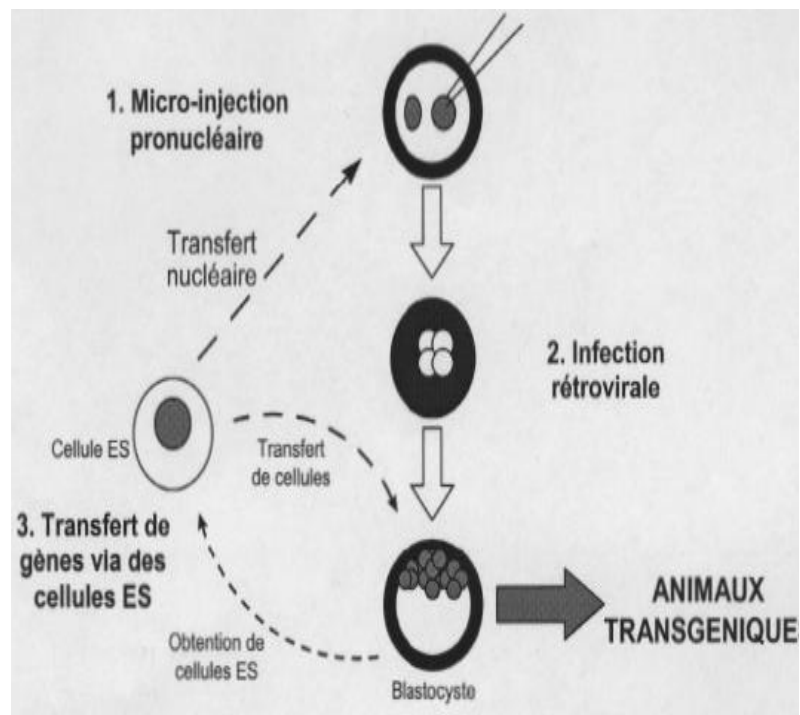 1. Micro-injection
pronucléaire
Transfert
nucléaire
2. Infection
rétrovirale
Cellule ES
Transfert
de cellules
3. Transfert de
gènes via des
cellules ES
ANIMAUX
TRANSGENIQUE
Obtention de
cellules ES
Blastocyste